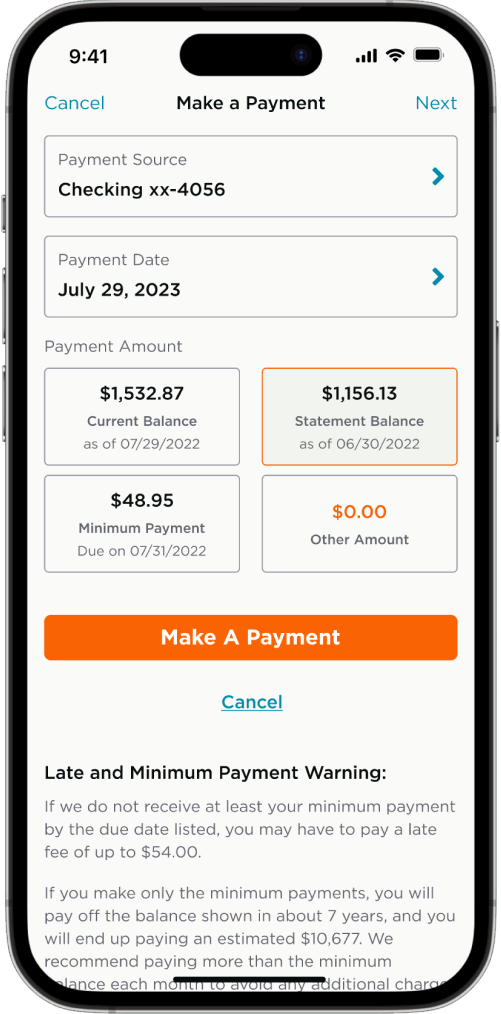 9:41
Cancel Make a Payment Next
Payment Source
Checking xx-4056
Payment Date
July 29, 2023
Payment Amount
$1,532.87
Current Balance
as of 07/29/2022
$1,156.13
Statement Balance
as of 06/30/2022
$48.95
Minimum Payment
Due on 07/31/2022
$0.00
Other Amount
Make A Payment
Cancel
Late and Minimum Payment Warning:
If we do not receive at least your minimum payment
by the due date listed, you may have to pay a late
fee of up to $54.00.
If you make only the minimum payments, you will
pay off the balance shown in about 7 years, and you
will end up paying an estimated $10,677. We
recommend paying more than the minimum
balance each month to avoid any additional charge